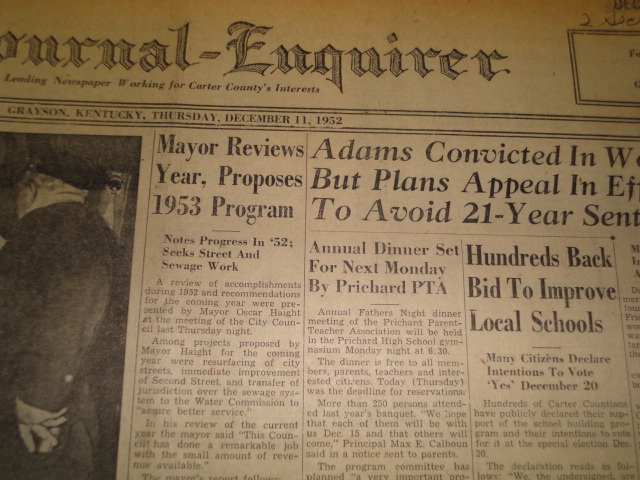 ournal-Enquirer
Leading Newspaper Working for Carter County's Interests
GRAYSON, KENTUCKY, THURSDAY, DECEMBER 11, 1952
Mayor Reviews
Year, Proposes
1953 Program
Notes Progress In '52;
Seeks Street And
Sewage Work
A review of accomplishments
during 1952 and recommendations
for the coming year were pre-
sented by Mayor Oscar Haight
at the meeting of the City Coun-
cil last Thursday night.
Among projects proposed by
Mayor Haight for the coming
year were resurfacing of city
streets, immediate improvement
of Second Street, and transfer of
jurisdiction over the sewage sys-
tem to the Water Commission to
"assure better service."
In his review of the current
year the mayor said "This Coun-
cil has done a remarkable job
with the small amount of reve-
nue available."
The mayor's report follows
Adams Convicted In W
But Plans Appeal In Eff
To Avoid 21-Year Sent
Annual Dinner Set
For Next Monday
By Prichard PTA
Annual Fathers Night dinner
meeting of the Prichard Parent-
Teacher Association will be held
in the Prichard High School gym-
nasium Monday night at 6:30.
The dinner is free to all mem-
bers, parents, teachers and inter-
ested citizens. Today (Thursday)
was the deadline for reservations.
More than 250 persons attend-
ed last year's banquet. "We hope
that each of them will be with
us Dec. 15 and that others will
come," Principal Max E. Calhoun
said in a notice sent to parents.
The program committee has
planned "a very important pro-
Hundreds Back
Bid To Improve
Local Schools
Many Citizens Declare
Intentions To Vote
'Yes' December 20
Hundreds of Carter Countians
have publicly declared their sup-
port of the school building pro-
gram and their intentions to vote
for it at the special election Dec.
20.
The declaration reads as fol-
lows: "We, the undersigned, are